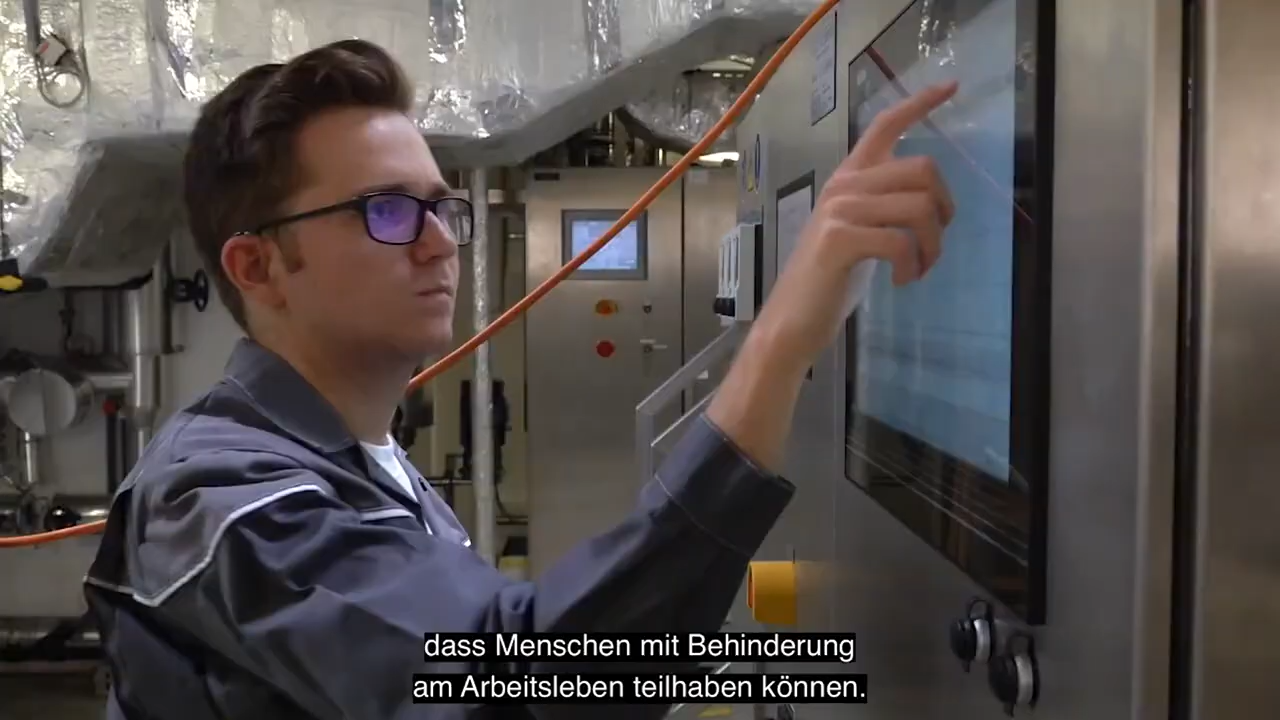 dass Menschen mit Behinderung
am Arbeitsleben teilhaben können.